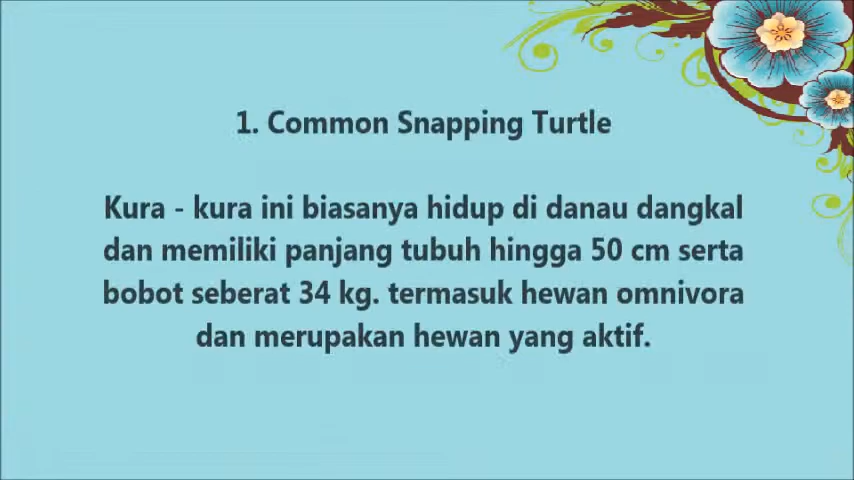 1. Common Snapping Turtle
Kura - kura ini biasanya hidup di danau dangkal
dan memiliki panjang tubuh hingga 50 cm serta
bobot seberat 34 kg. termasuk hewan omnivora
dan merupakan hewan yang aktif.